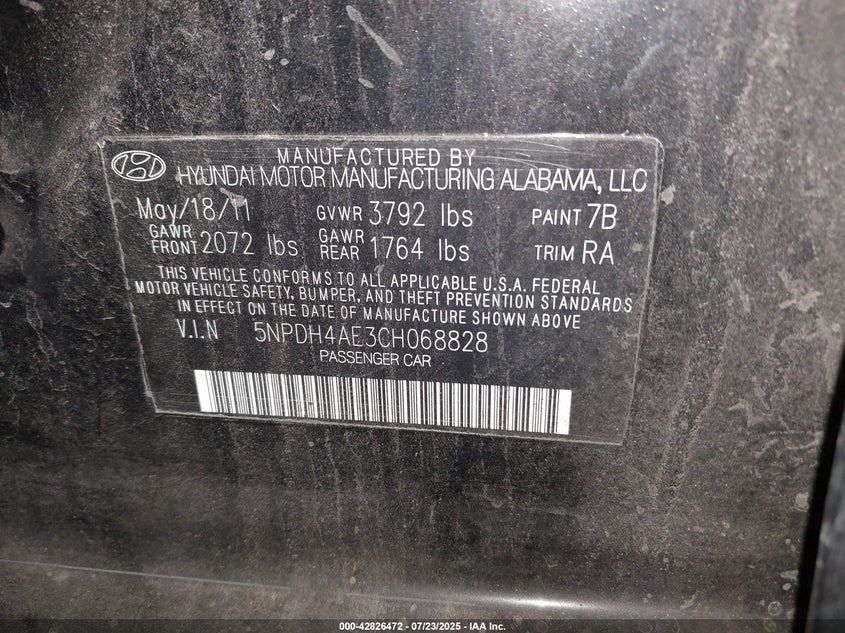 MANUFACTURED BY
HYUNDAI MOTOR MANUFACTURING ALABAMA, LLC
May/18/11 GVWR 3792 lbs PAINT 7B
GAWR FRONT 2072 lbs GAWR REAR 1764 lbs TRIM RA
THIS VEHICLE CONFORMS TO ALL APPLICABLE U.S.A. FEDERAL
MOTOR VEHICLE SAFETY, BUMPER, AND THEFT PREVENTION STANDARDS
IN EFFECT ON THE DATE OF MANUFACTURE SHOWN ABOVE
V.I.N 5NPDH4AE3CH068828
PASSENGER CAR
000-42826472 - 07/23/2025 - IAA Inc.